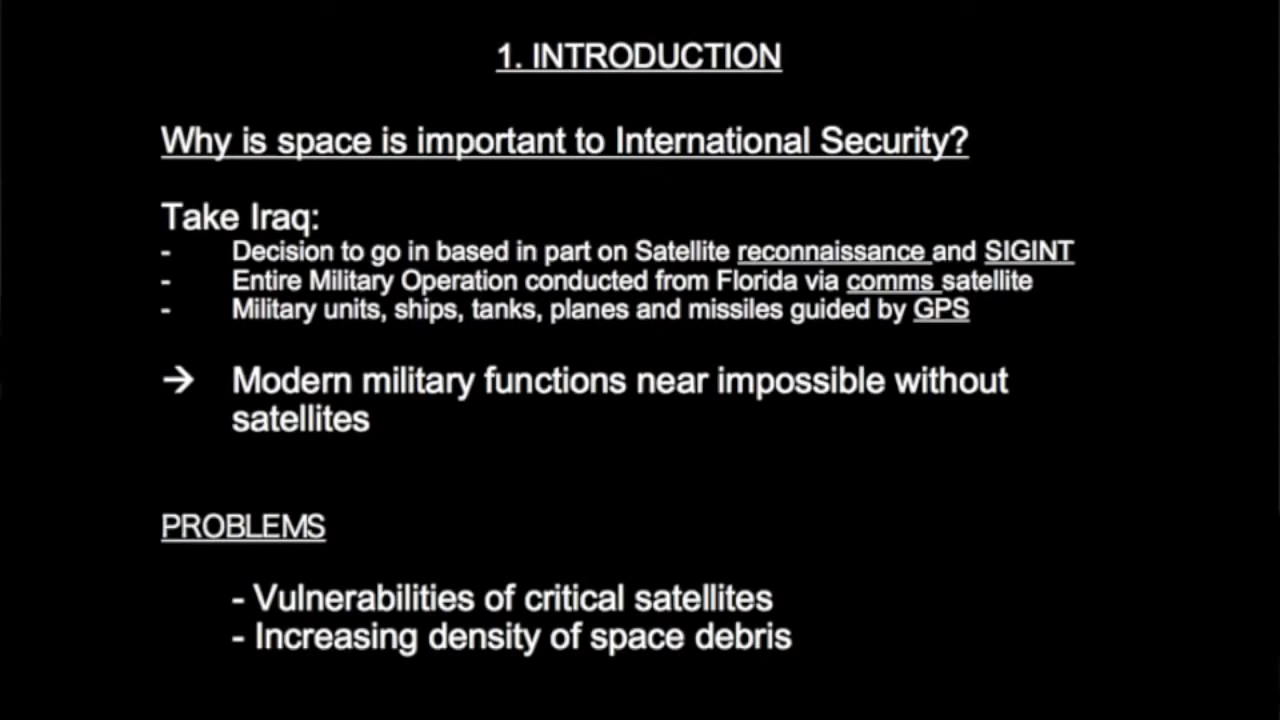 1. INTRODUCTION
Why is space is important to International Security?
Take Iraq:
- Decision to go in based in part on Satellite reconnaissance and SIGINT
- Entire Military Operation conducted from Florida via comms satellite
- Military units, ships, tanks, planes and missiles guided by GPS
→ Modern military functions near impossible without
satellites
PROBLEMS
- Vulnerabilities of critical satellites
- Increasing density of space debris